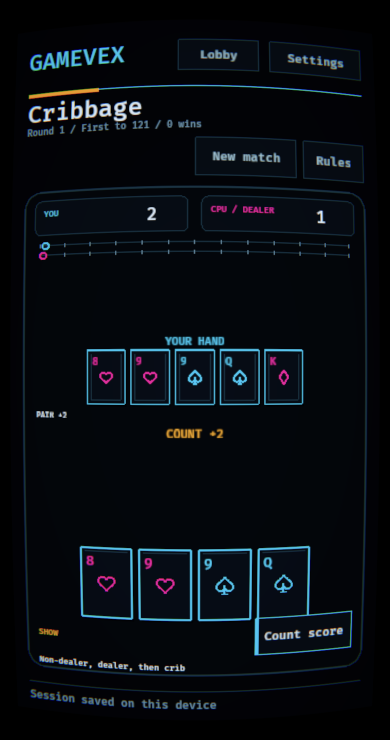 GAMEVEX
Lobby
Settings
Cribbage
Round 1 / First to 121 / 0 wins
New match
Rules
YOU 2
CPU / DEALER 1
YOUR HAND
8 9 9 Q K
PAIR +2
COUNT +2
8 9 9 Q
SHOW
Count score
Non-dealer, dealer, then crib
Session saved on this device